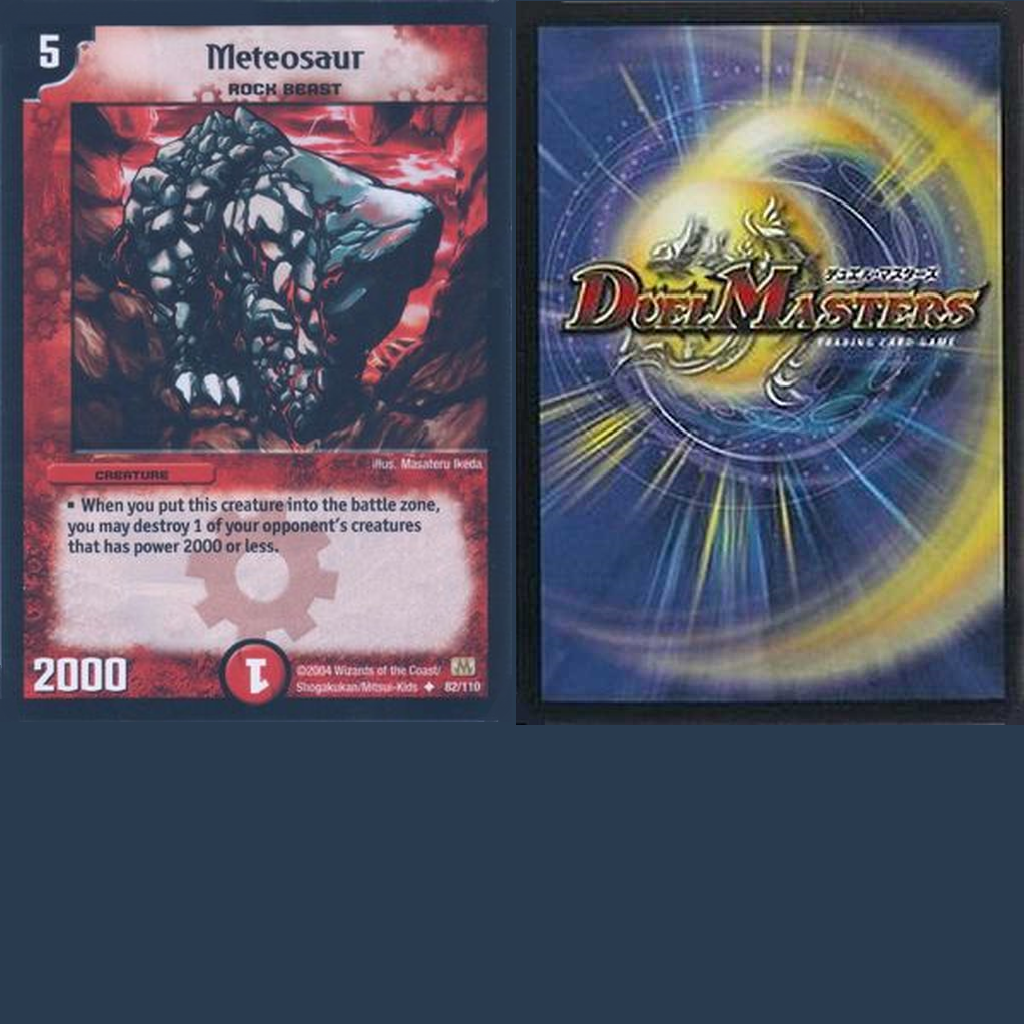 5
Meteosaur
ROCK BEAST
CREATURE
illus. Masateru Ikeda
▪ When you put this creature into the battle zone,
you may destroy 1 of your opponent's creatures
that has power 2000 or less.
2000
1
©2004 Wizards of the Coast/
Shogakukan/Mitsui-Kids ◆ 82/110
M
デュエル・マスターズ
DUEL MASTERS
TRADING CARD GAME